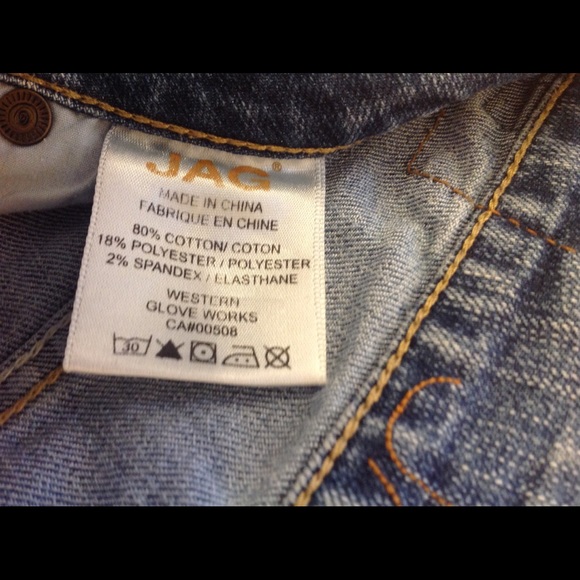 JAG®
MADE IN CHINA
FABRIQUE EN CHINE
80% COTTON/ COTON
18% POLYESTER / POLYESTER
2% SPANDEX / ELASTHANE
WESTERN
GLOVE WORKS
CA#00508
30